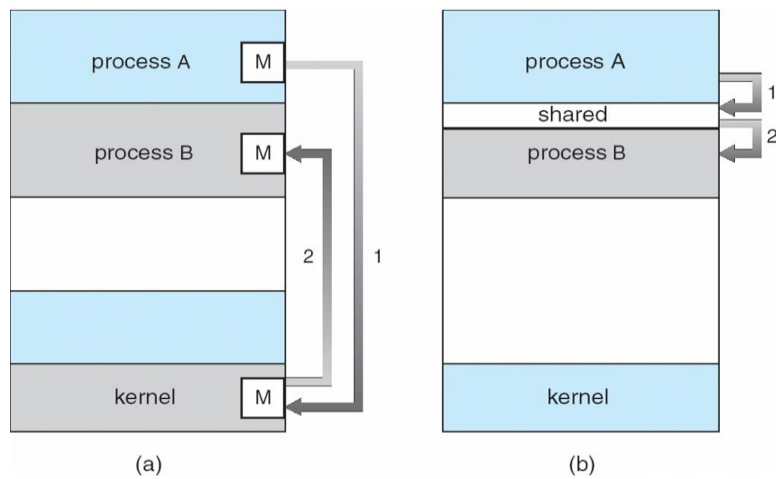 process A
M
process B
M
2
1
kernel
M
(a)
process A
1
shared
2
process B
kernel
(b)